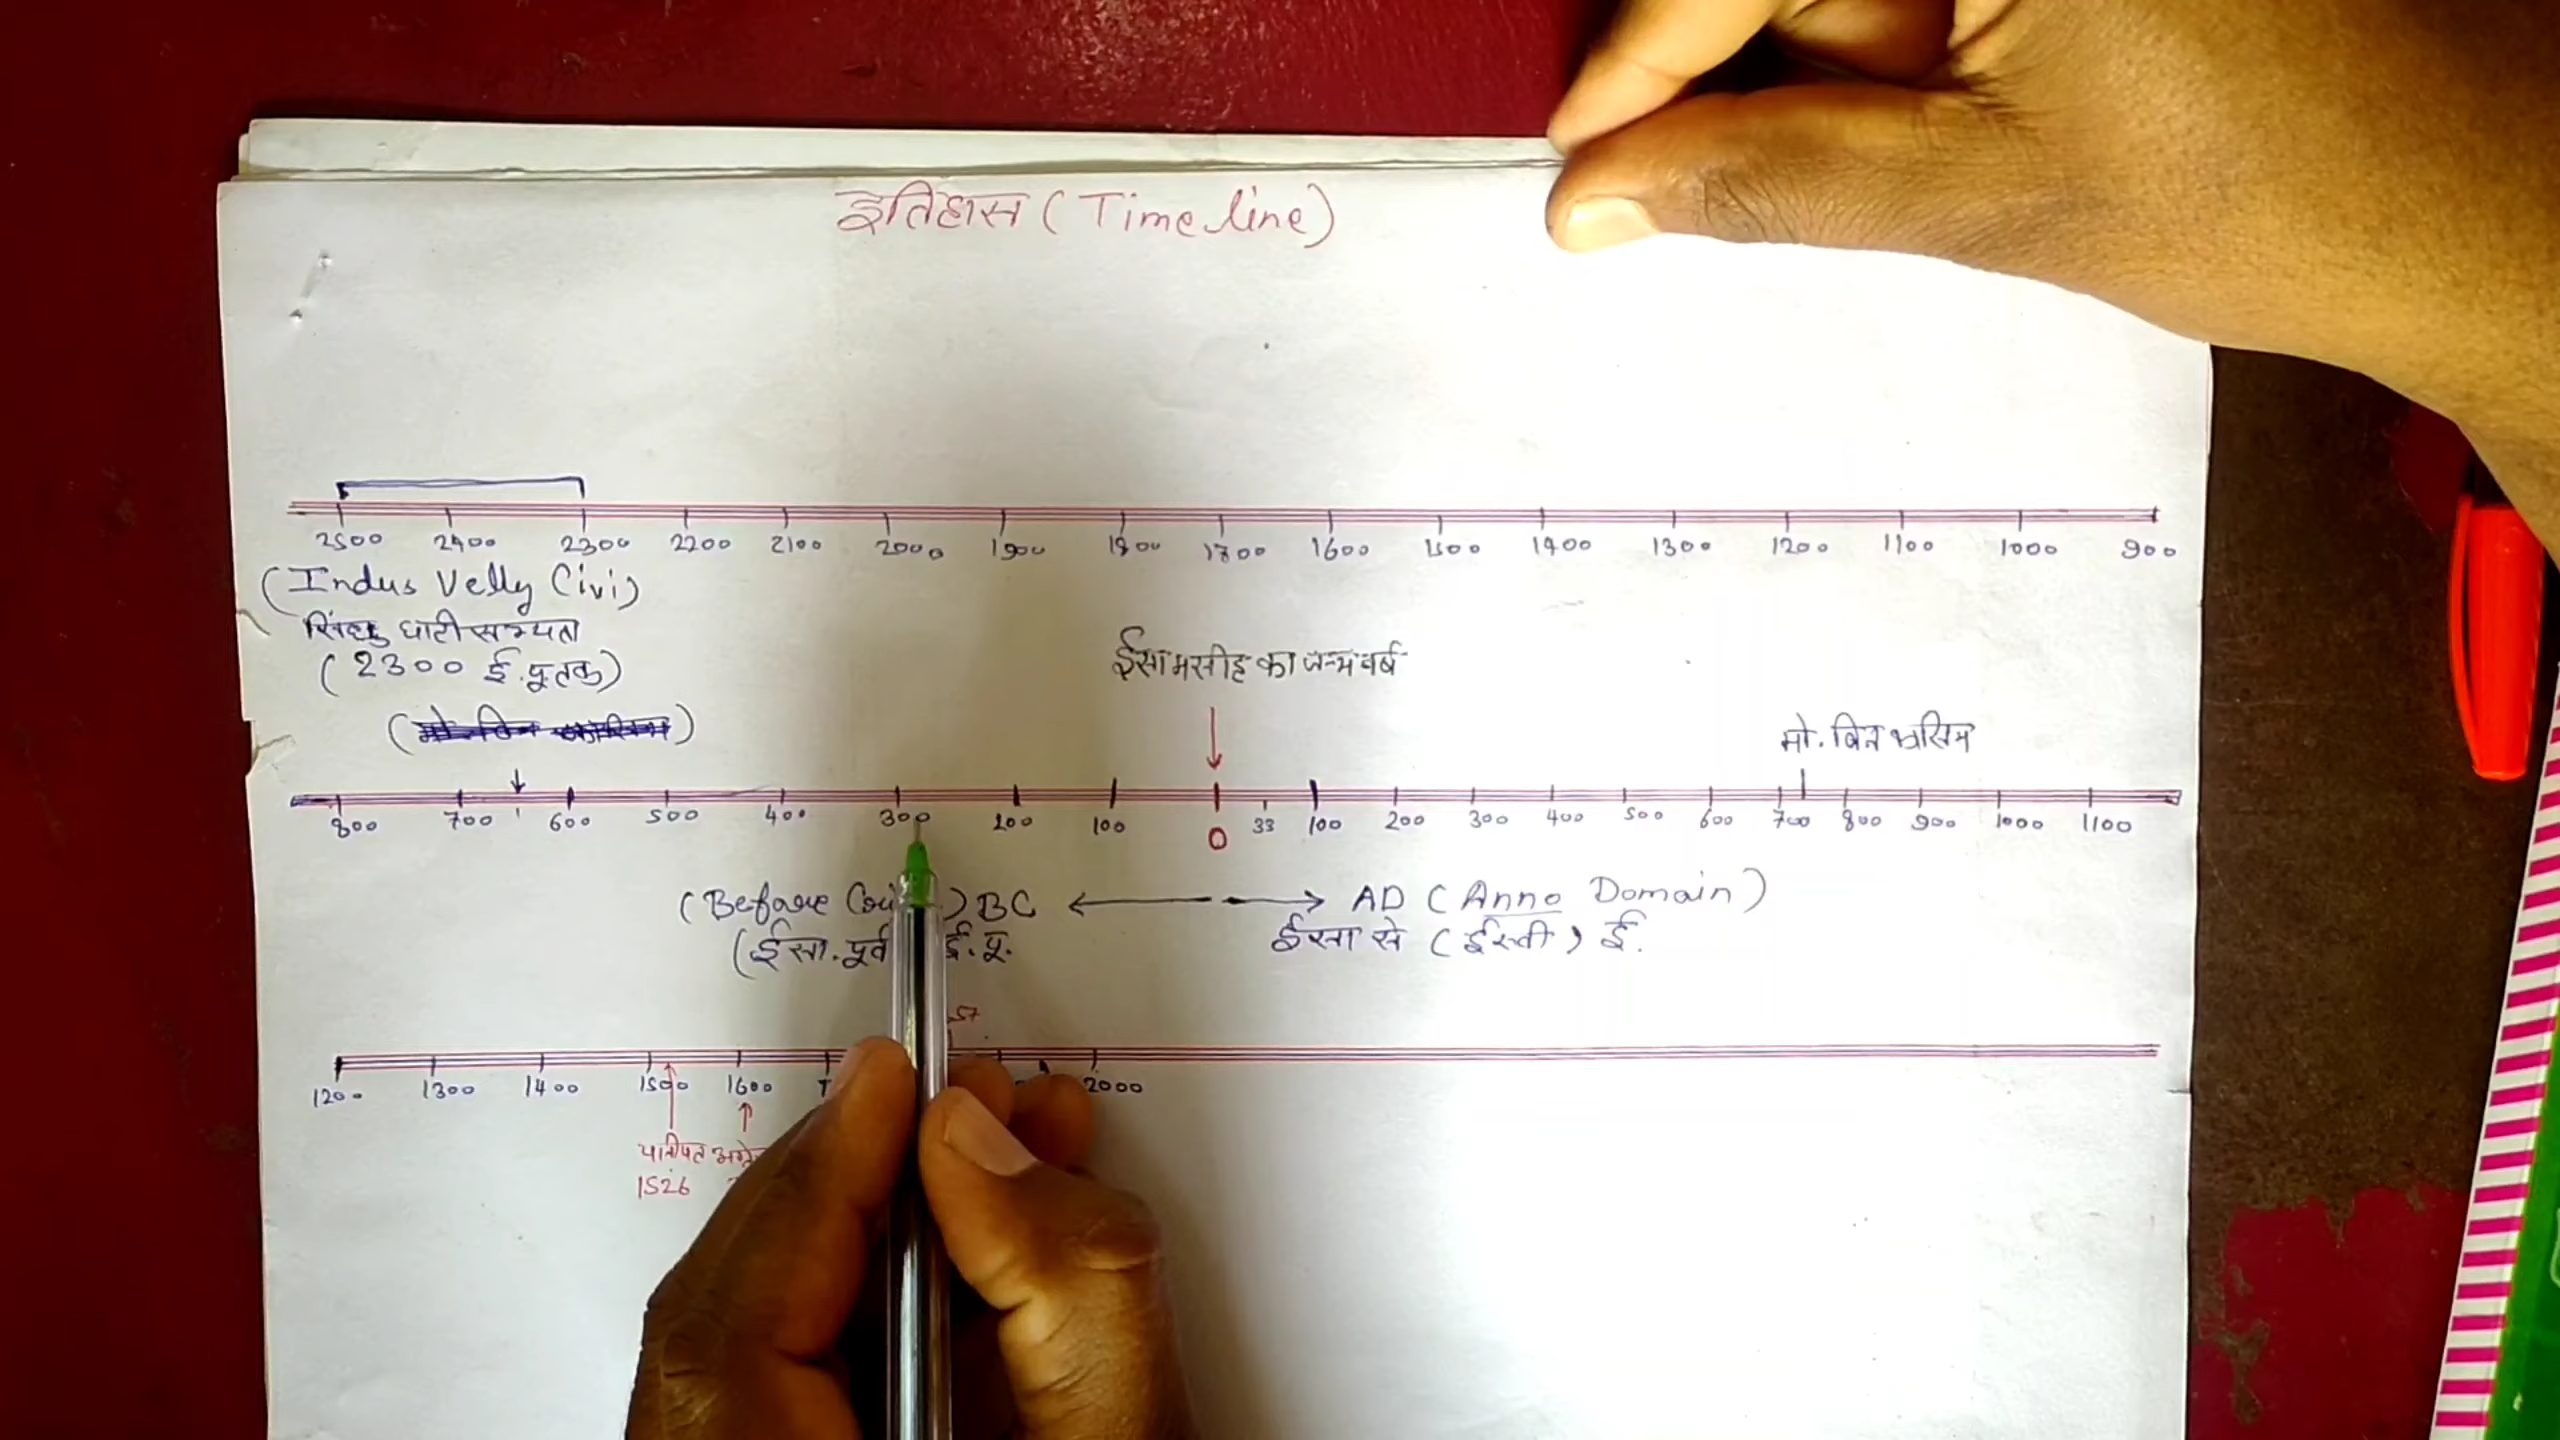 इतिहास (Time line)
2500 2400 2300 2200 2100 2000 1900 1800 1700 1600 1500 1400 1300 1200 1100 1000 900
(Indus Velly Civi)
सिंधु घाटी सभ्यता
(2300 ई.पू तक)
ईसा मसीह का जन्म वर्ष
मो. बिन कासिम
800 700 600 500 400 300 200 100 0 33 100 200 300 400 500 600 700 800 900 1000 1100
(Before ) BC AD (Anno Domain)
(ईसा.पूर्व ई.पू. ईसा से (ईस्वी) ई.
57
1200 1300 1400 1500 1600 2000
पानीपत
1526